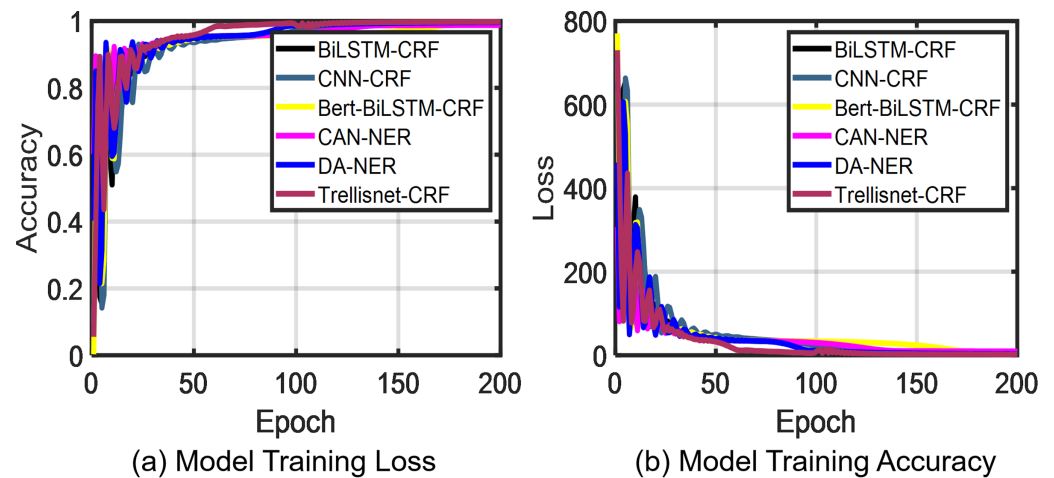 1
0.8
0.6
0.4
0.2
0
Accuracy
BiLSTM-CRF
CNN-CRF
Bert-BiLSTM-CRF
CAN-NER
DA-NER
Trellisnet-CRF
0 50 100 150 200
Epoch
(a) Model Training Loss
800
600
400
200
0
Loss
BiLSTM-CRF
CNN-CRF
Bert-BiLSTM-CRF
CAN-NER
DA-NER
Trellisnet-CRF
0 50 100 150 200
Epoch
(b) Model Training Accuracy